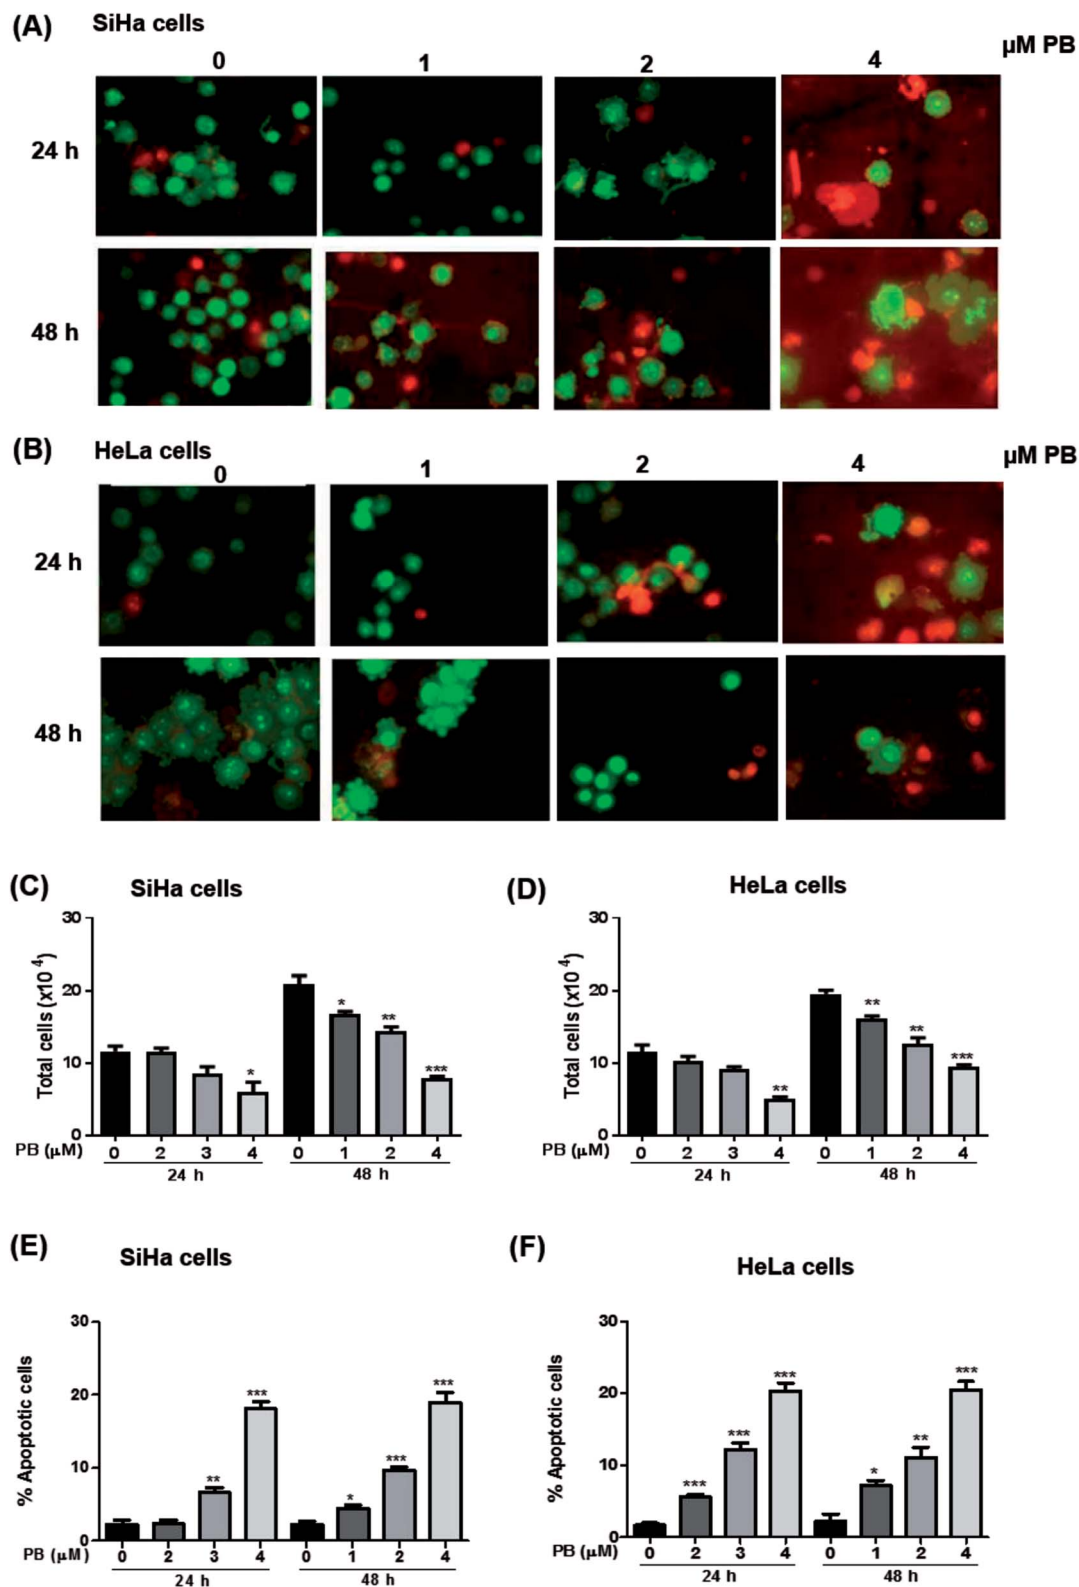 (A) SiHa cells
0 1 2 4 µM PB
24 h
48 h
(B) HeLa cells
0 1 2 4 µM PB
24 h
48 h
(C) SiHa cells
Total cells (x10 4)
30
20
10
0
* ** *** *
PB (µM) 0 2 3 4 0 1 2 4
24 h 48 h
(D) HeLa cells
Total cells (x10 4)
30
20
10
0
** ** *** **
PB (µM) 0 2 3 4 0 1 2 4
24 h 48 h
(E) SiHa cells
% Apoptotic cells
30
20
10
0
** *** * *** ***
PB (µM) 0 2 3 4 0 1 2 4
24 h 48 h
(F) HeLa cells
% Apoptotic cells
30
20
10
0
*** *** *** * ** ***
PB (µM) 0 2 3 4 0 1 2 4
24 h 48 h